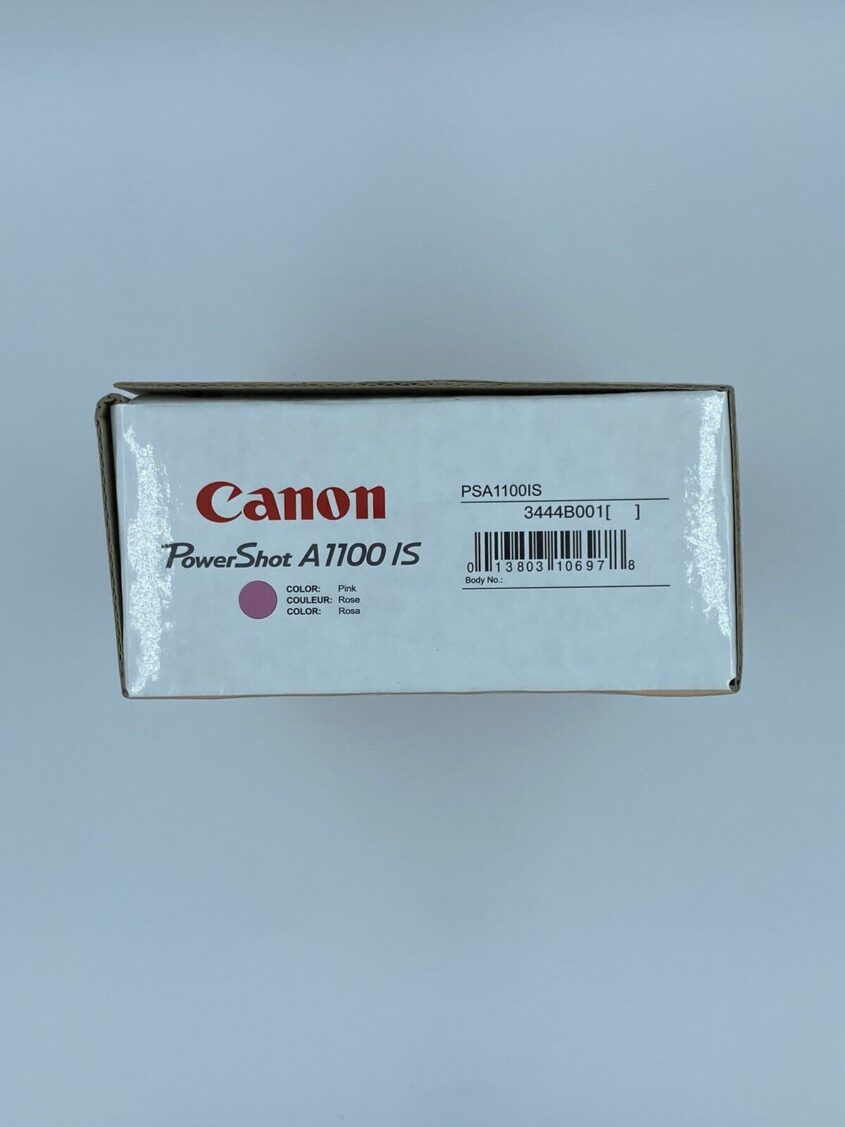 Canon
PowerShot A1100 IS
COLOR: Pink
COULEUR: Rose
COLOR: Rosa
PSA1100IS
3444B001[ ]
0 13803 10697 8
Body No.: